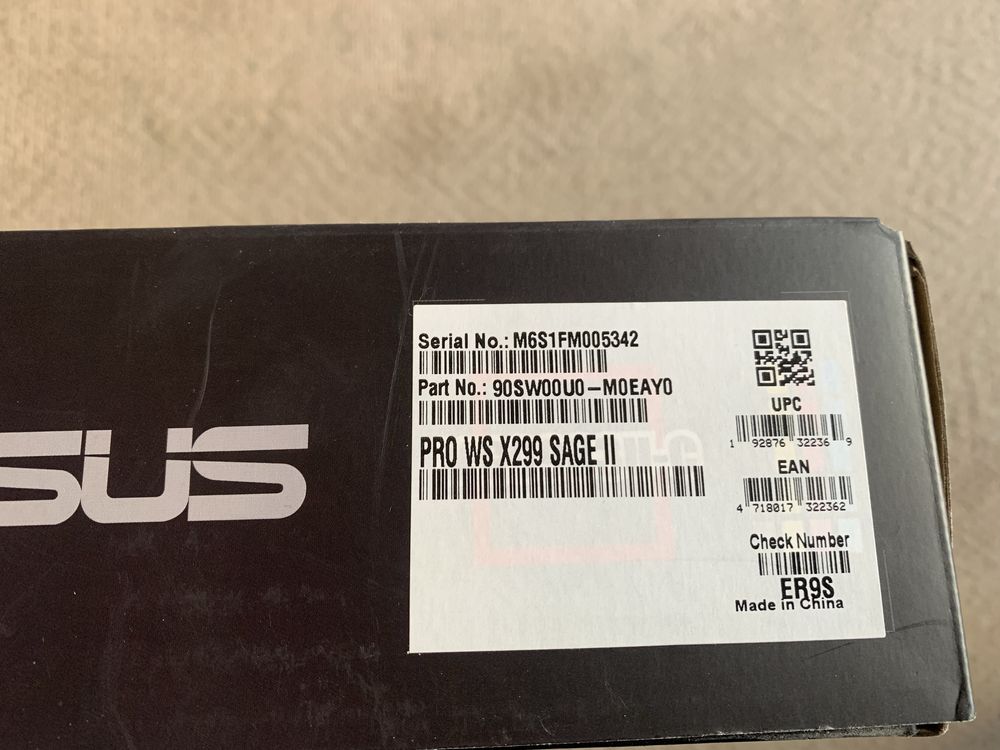 SUS
Serial No.: M6S1FM005342
Part No.: 90SW00U0-M0EAY0
PRO WS X299 SAGE II
UPC
1 92876 32236 9
EAN
4 718017 322362
Check Number
ER9S
Made in China